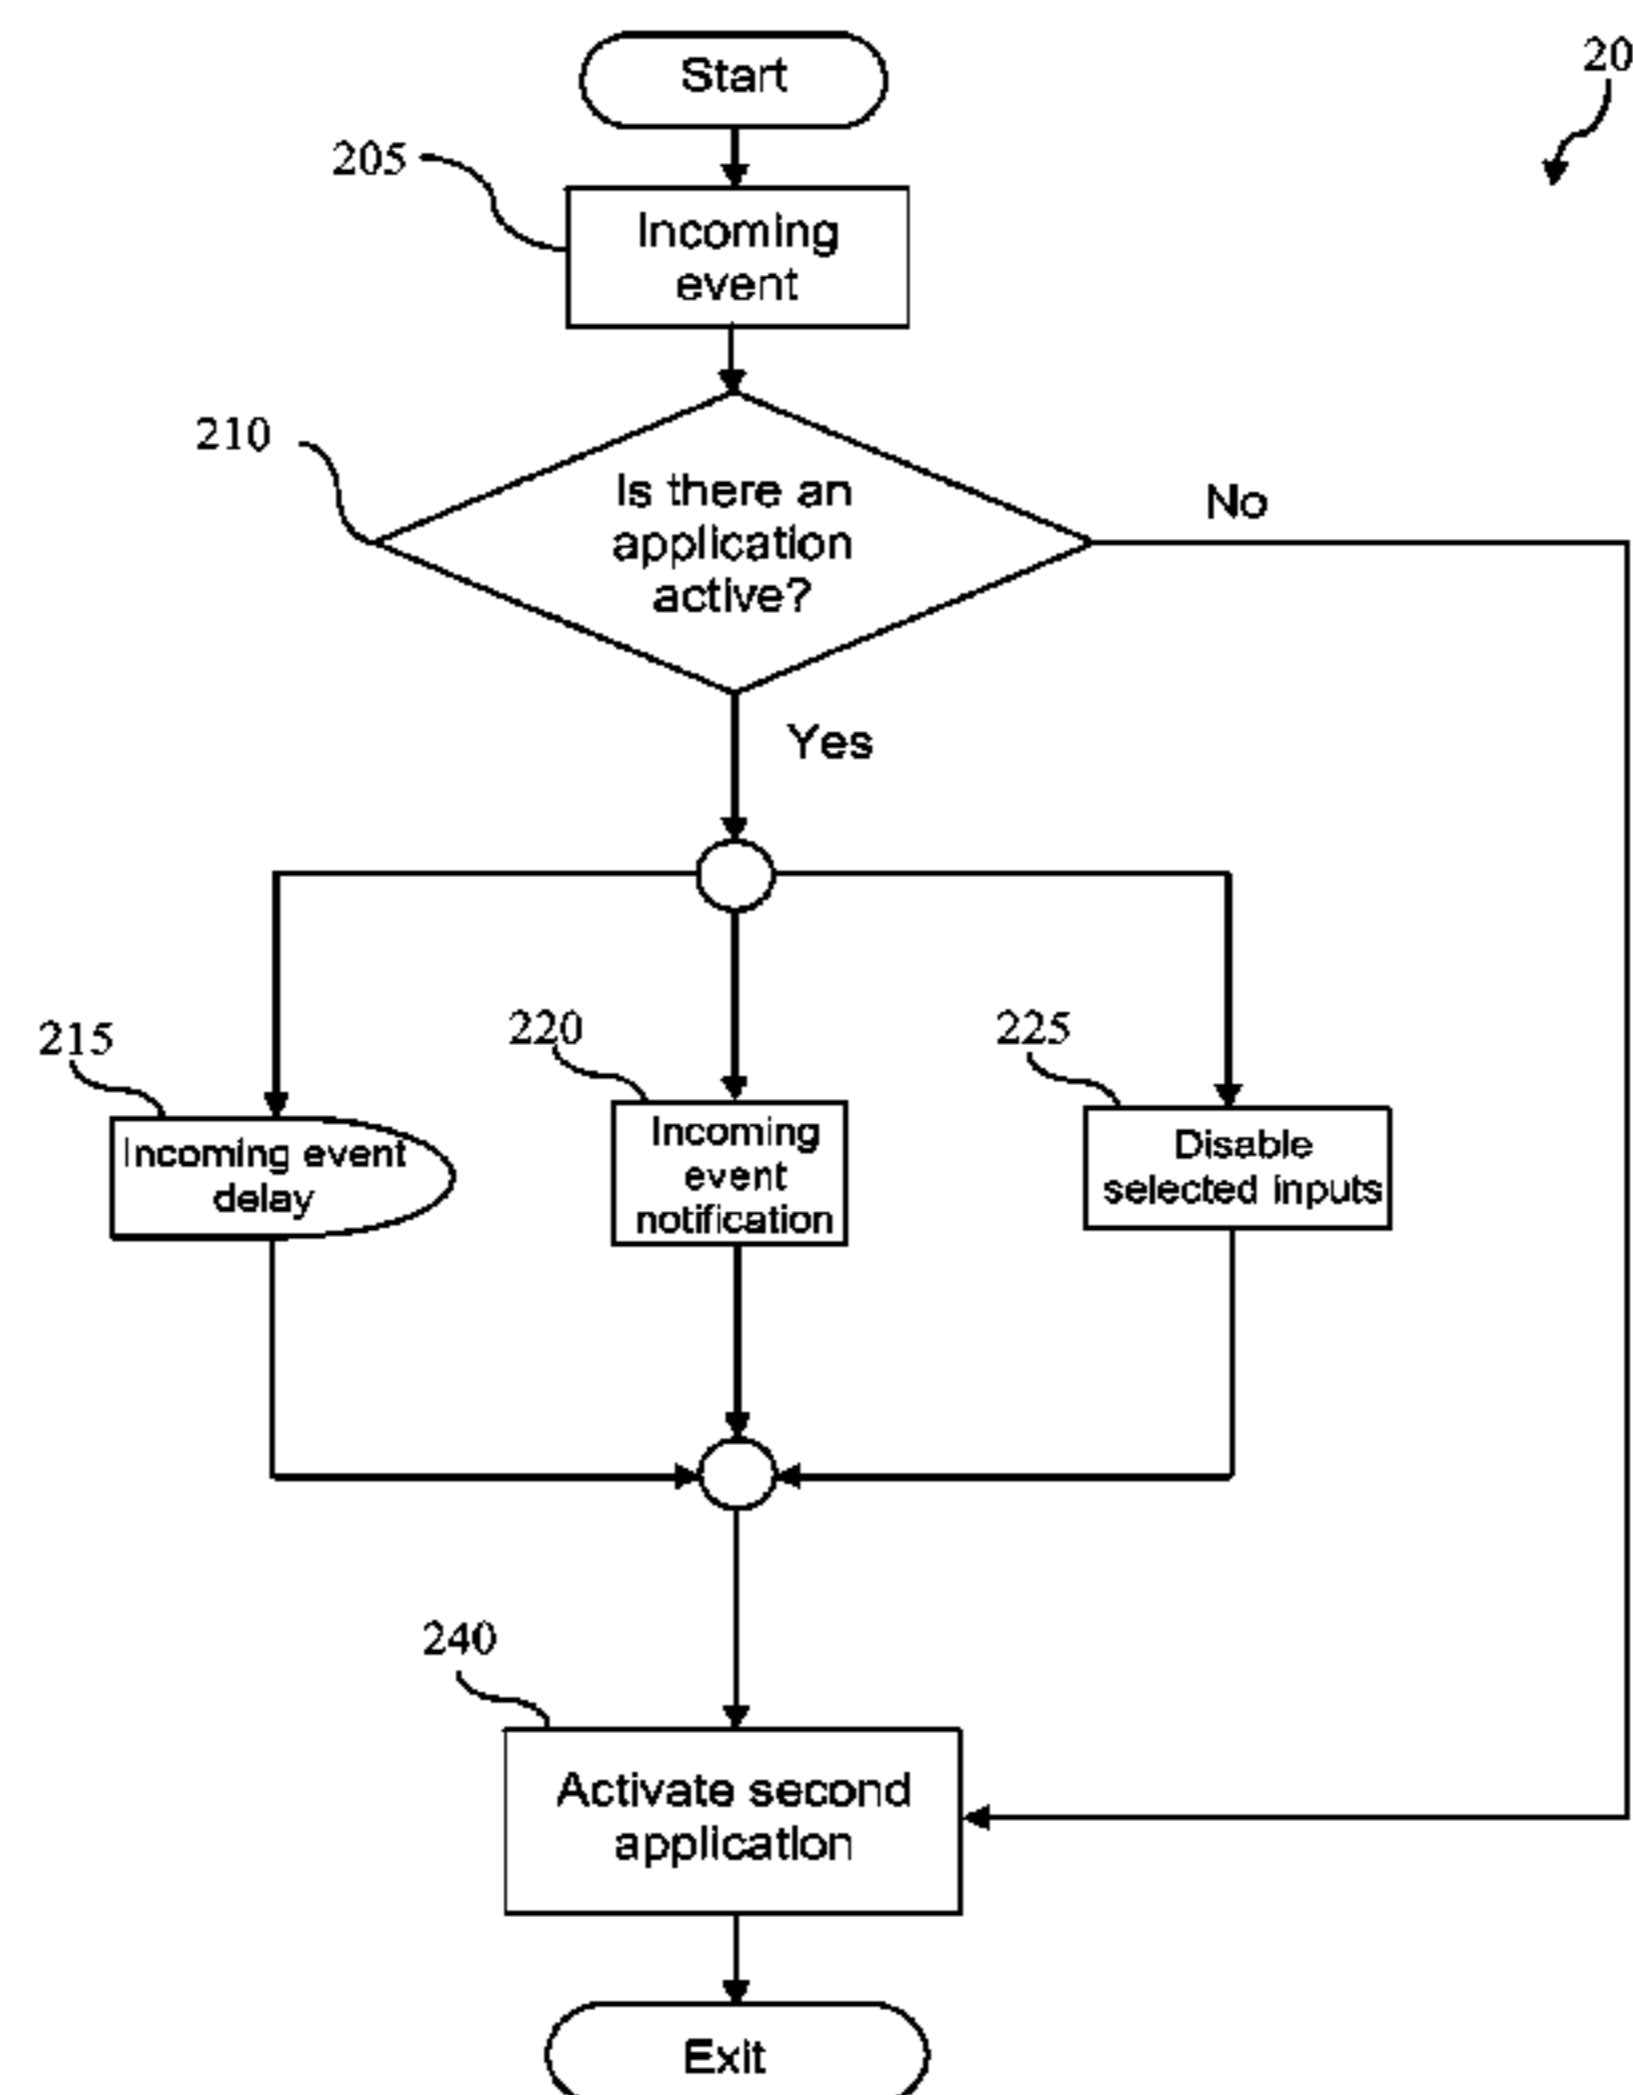 Start
20
205
Incoming
event
210
Is there an
application
active?
No
Yes
215
220
225
Incoming event
delay
Incoming
event
notification
Disable
selected inputs
240
Activate second
application
Exit